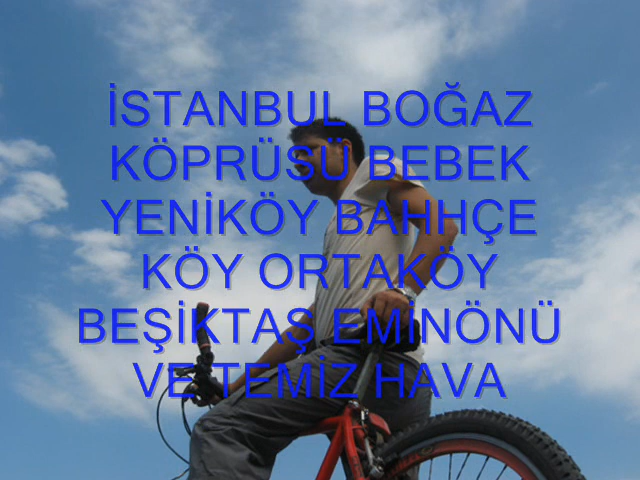 İSTANBUL BOĞAZ
KÖPRÜSÜ BEBEK
YENİKÖY BAHHÇE
KÖY ORTAKÖY
BEŞİKTAŞ EMİNÖNÜ
VE TEMİZ HAVA